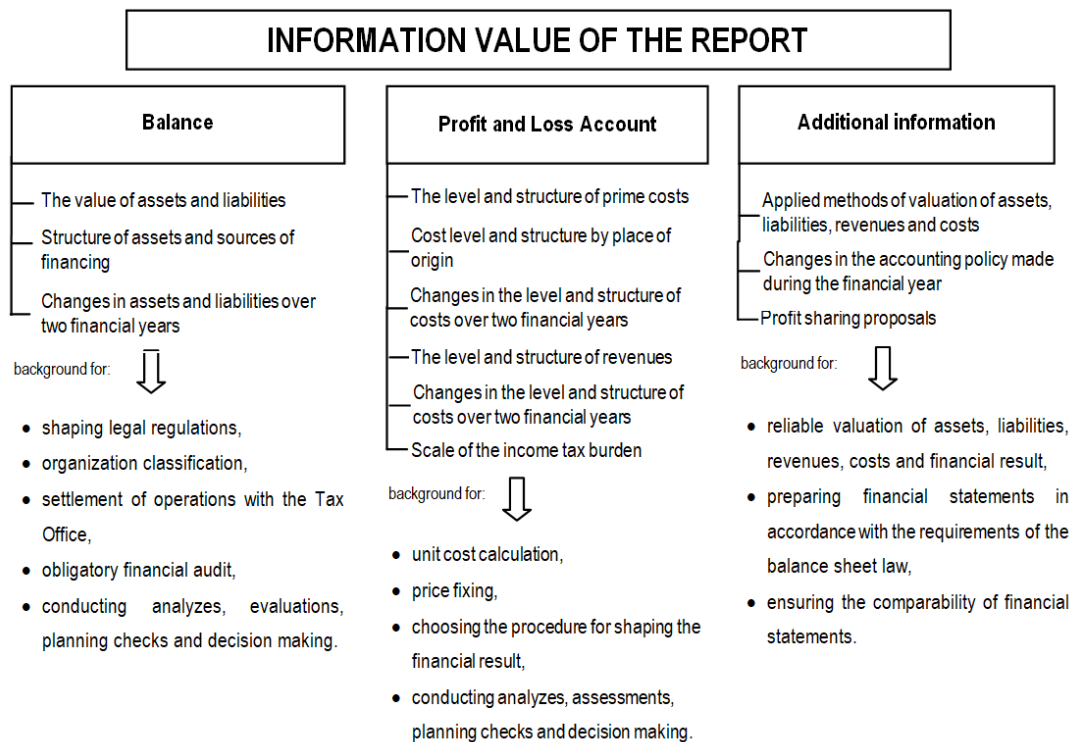 INFORMATION VALUE OF THE REPORT
Balance
The value of assets and liabilities
Structure of assets and sources of
financing
Changes in assets and liabilities over
two financial years
background for:
• shaping legal regulations,
• organization classification,
• settlement of operations with the Tax
Office,
• obligatory financial audit,
• conducting analyzes, evaluations,
planning checks and decision making.
Profit and Loss Account
The level and structure of prime costs
Cost level and structure by place of
origin
Changes in the level and structure of
costs over two financial years
The level and structure of revenues
Changes in the level and structure of
costs over two financial years
Scale of the income tax burden
background for:
• unit cost calculation,
• price fixing,
• choosing the procedure for shaping the
financial result,
• conducting analyzes, assessments,
planning checks and decision making.
Additional information
Applied methods of valuation of assets,
liabilities, revenues and costs
Changes in the accounting policy made
during the financial year
Profit sharing proposals
background for:
• reliable valuation of assets, liabilities,
revenues, costs and financial result,
• preparing financial statements in
accordance with the requirements of the
balance sheet law,
• ensuring the comparability of financial
statements.